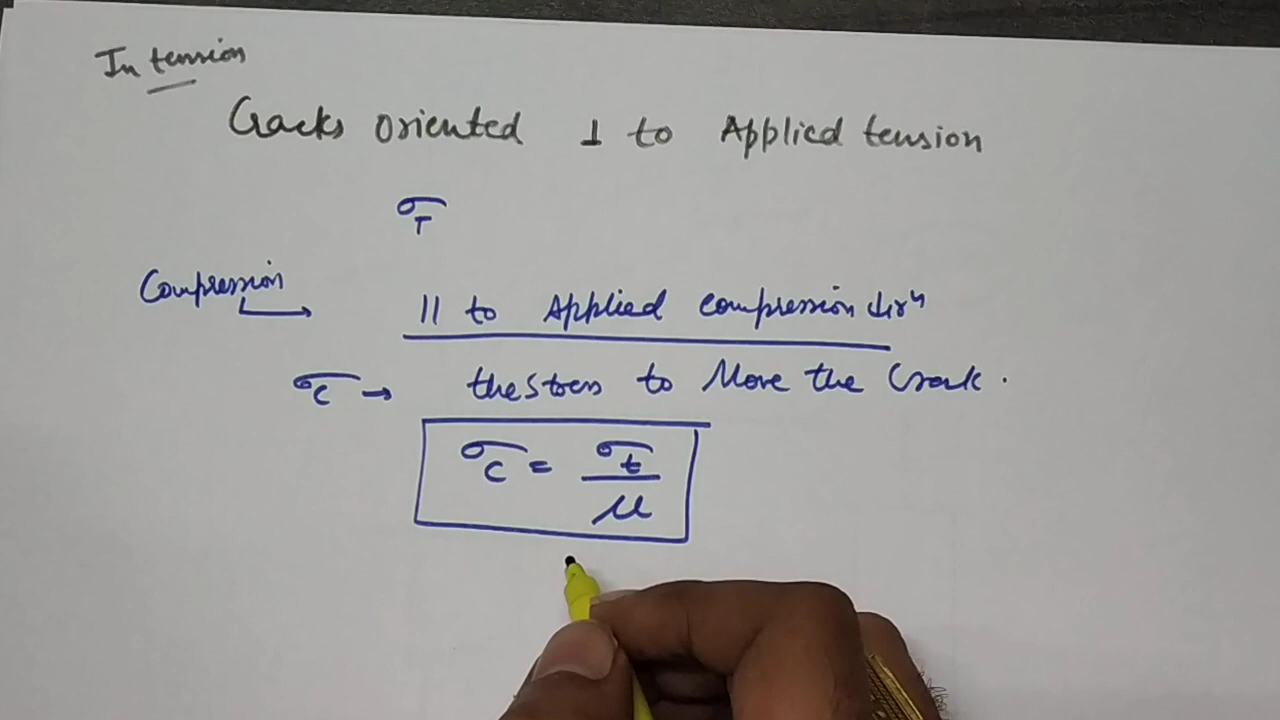 In tension
Cracks oriented ⊥ to Applied tension
σT
Compression
|| to Applied compression dirⁿ
σc → the stress to Move the Crack.
σc = σt / μ